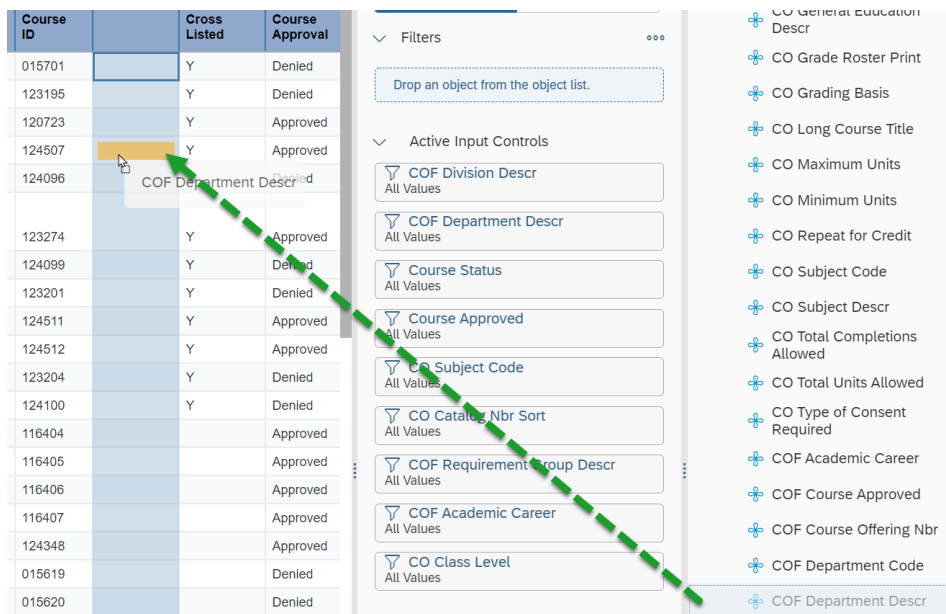 Course ID
Cross Listed
Course Approval
015701 Y Denied
123195 Y Denied
120723 Y Approved
124507 Y Approved
124096
COF Department Descr
123274 Y Approved
124099 Y Denied
123201 Y Denied
124511 Y Approved
124512 Y Approved
123204 Y Denied
124100 Y Denied
116404 Approved
116405 Approved
116406 Approved
116407 Approved
124348 Approved
015619 Denied
015620 Denied
Filters
Drop an object from the object list.
Active Input Controls
COF Division Descr
All Values
COF Department Descr
All Values
Course Status
All Values
Course Approved
All Values
CO Subject Code
All Values
CO Catalog Nbr Sort
All Values
COF Requirement Group Descr
All Values
COF Academic Career
All Values
CO Class Level
All Values
CO General Education
Descr
CO Grade Roster Print
CO Grading Basis
CO Long Course Title
CO Maximum Units
CO Minimum Units
CO Repeat for Credit
CO Subject Code
CO Subject Descr
CO Total Completions
Allowed
CO Total Units Allowed
CO Type of Consent
Required
COF Academic Career
COF Course Approved
COF Course Offering Nbr
COF Department Code
COF Department Descr